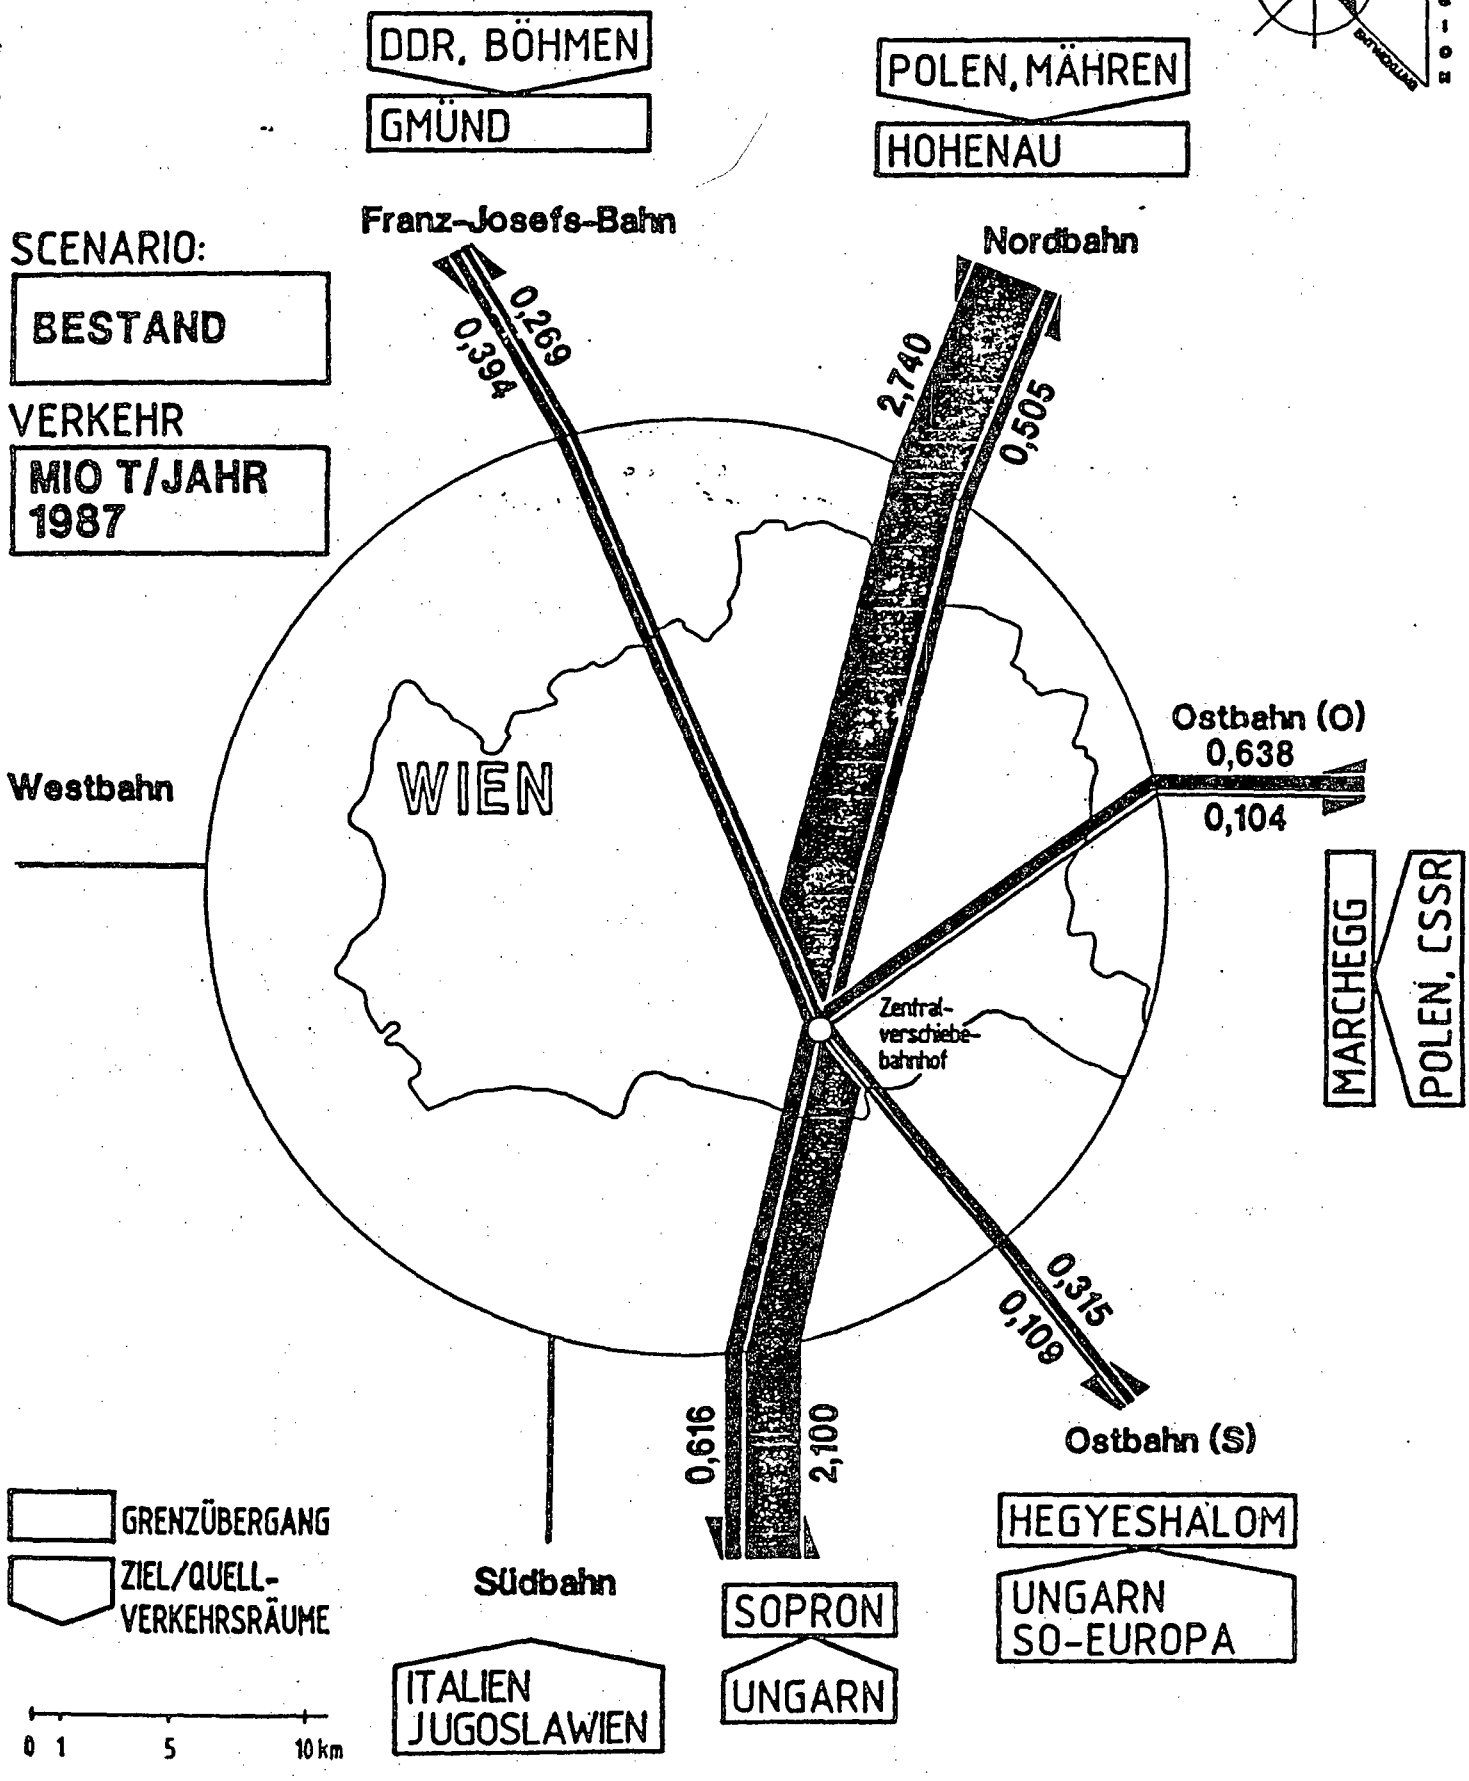 DDR, BÖHMEN
GMÜND
POLEN, MÄHREN
HOHENAU
Franz-Josefs-Bahn
Nordbahn
SCENARIO:
BESTAND
VERKEHR
MIO T/JAHR
1987
0,269
0,394
2,740
0,505
Ostbahn (O)
0,638
0,104
Westbahn
WIEN
MARCHEGG
POLEN, CSSR
Zentral-
verschiebe-
bahnhof
0,315
0,109
Ostbahn (S)
0,616
2,100
GRENZÜBERGANG
ZIEL/QUELL-
VERKEHRSRÄUME
Südbahn
SOPRON
UNGARN
HEGYESHALOM
UNGARN
SO-EUROPA
ITALIEN
JUGOSLAWIEN
0 1 5 10 km